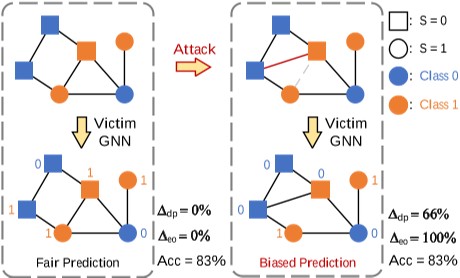 Attack
□: S = 0
○: S = 1
●: Class 0
●: Class 1
Victim
GNN
Victim
GNN
0
1
1
1
1
0
Δdp = 0%
Δeo = 0%
Acc = 83%
Fair Prediction
0
0
0
1
1
0
Δdp = 66%
Δeo = 100%
Acc = 83%
Biased Prediction